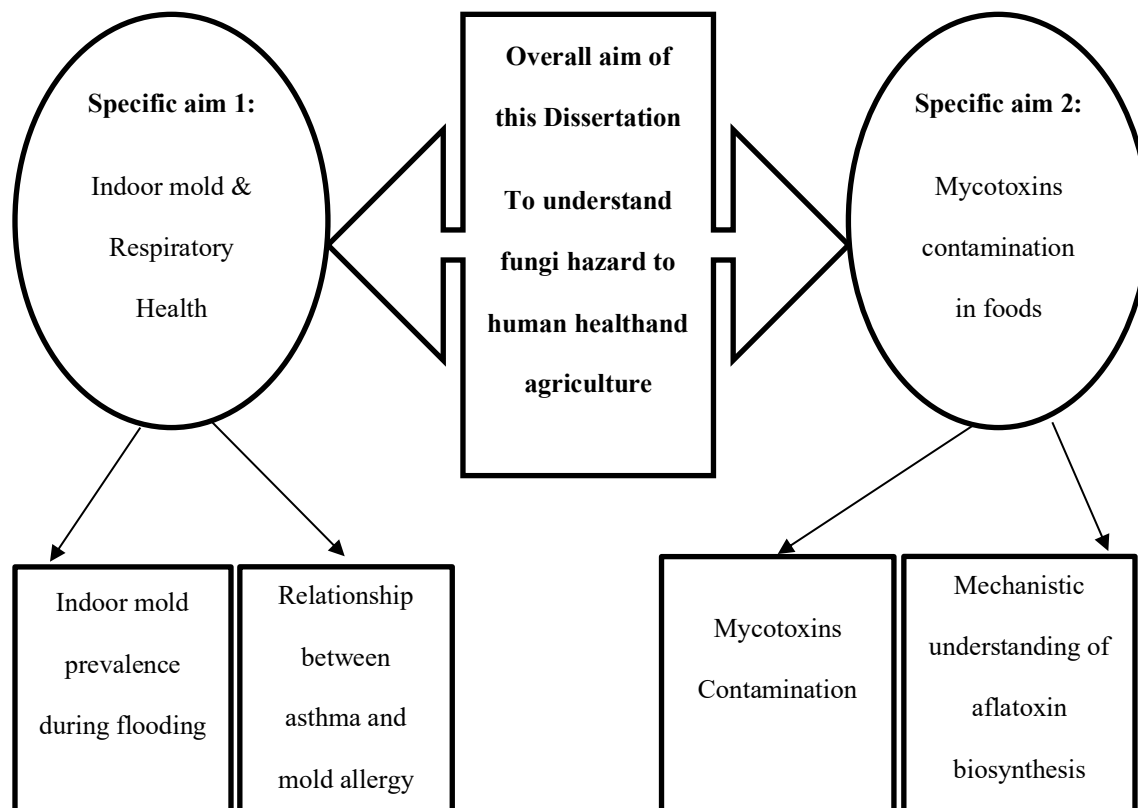 Specific aim 1:
Indoor mold &
Respiratory
Health
Overall aim of
this Dissertation
To understand
fungi hazard to
human healthand
agriculture
Specific aim 2:
Mycotoxins
contamination
in foods
Indoor mold
prevalence
during flooding
Relationship
between
asthma and
mold allergy
Mycotoxins
Contamination
Mechanistic
understanding of
aflatoxin
biosynthesis